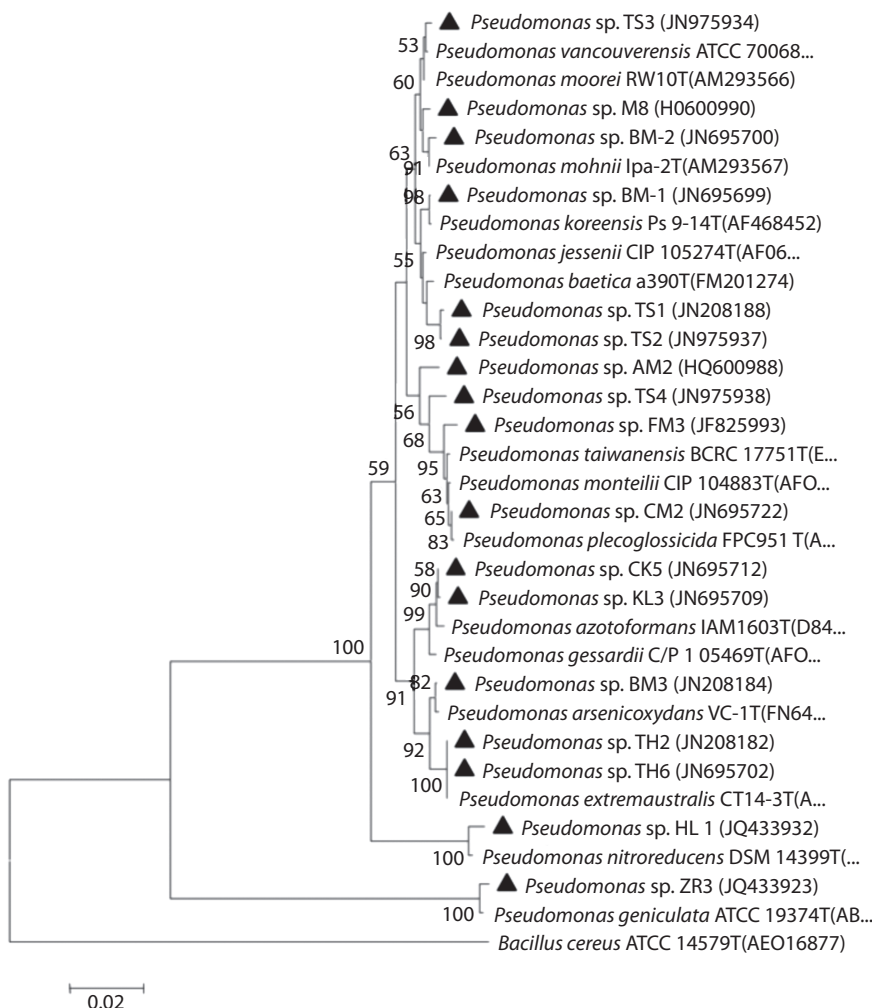 Pseudomonas sp. TS3 (JN975934)
53
Pseudomonas vancouverensis ATCC 70068...
60
Pseudomonas moorei RW10T(AM293566)
Pseudomonas sp. M8 (H0600990)
Pseudomonas sp. BM-2 (JN695700)
63
91
Pseudomonas mohnii Ipa-2T(AM293567)
98
Pseudomonas sp. BM-1 (JN695699)
Pseudomonas koreensis Ps 9-14T(AF468452)
Pseudomonas jessenii CIP 105274T(AF06...
55
Pseudomonas baetica a390T(FM201274)
Pseudomonas sp. TS1 (JN208188)
98
Pseudomonas sp. TS2 (JN975937)
Pseudomonas sp. AM2 (HQ600988)
Pseudomonas sp. TS4 (JN975938)
56
Pseudomonas sp. FM3 (JF825993)
68
Pseudomonas taiwanensis BCRC 17751T(E...
59
95
Pseudomonas monteilii CIP 104883T(AFO...
63
Pseudomonas sp. CM2 (JN695722)
65
83
Pseudomonas plecoglossicida FPC951 T(A...
58
Pseudomonas sp. CK5 (JN695712)
90
Pseudomonas sp. KL3 (JN695709)
99
Pseudomonas azotoformans IAM1603T(D84...
100
Pseudomonas gessardii C/P 1 05469T(AFO...
82
Pseudomonas sp. BM3 (JN208184)
91
Pseudomonas arsenicoxydans VC-1T(FN64...
92
Pseudomonas sp. TH2 (JN208182)
Pseudomonas sp. TH6 (JN695702)
100
Pseudomonas extremaustralis CT14-3T(A...
Pseudomonas sp. HL 1 (JQ433932)
100
Pseudomonas nitroreducens DSM 14399T(...
Pseudomonas sp. ZR3 (JQ433923)
100
Pseudomonas geniculata ATCC 19374T(AB...
Bacillus cereus ATCC 14579T(AEO16877)
0.02